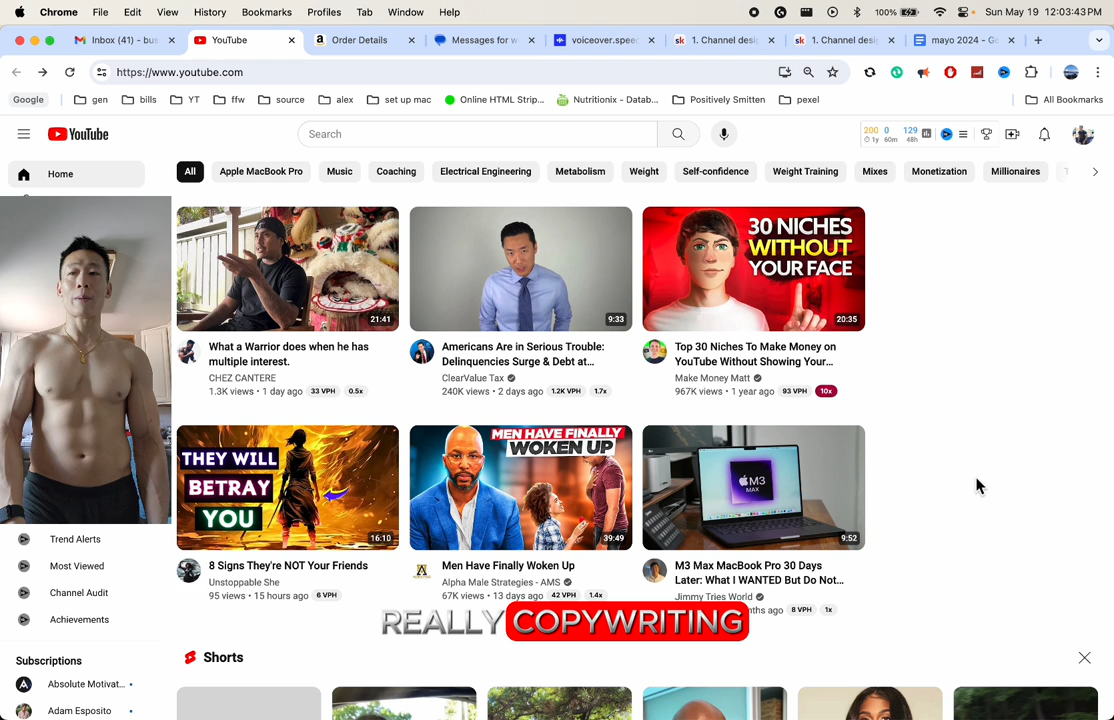 Chrome File Edit View History Bookmarks Profiles Tab Window Help 100% Sun May 19 12:03:43 PM
Inbox (41) - bus YouTube Order Details Messages for w voiceover.spee 1. Channel desig 1. Channel desig mayo 2024 - Go
https://www.youtube.com
Google gen bills YT ffw source alex set up mac Online HTML Strip... Nutritionix - Datab... Positively Smitten pexel All Bookmarks
YouTube Search 200 0 129
1y 60m 48h
Home All Apple MacBook Pro Music Coaching Electrical Engineering Metabolism Weight Self-confidence Weight Training Mixes Monetization Millionaires
30 NICHES
WITHOUT
YOUR FACE
21:41 9:33 20:35
What a Warrior does when he has
multiple interest.
CHEZ CANTERE
1.3K views • 1 day ago 33 VPH 0.5x
Americans Are in Serious Trouble:
Delinquencies Surge & Debt at...
ClearValue Tax
240K views • 2 days ago 1.2K VPH 1.7x
Top 30 Niches To Make Money on
YouTube Without Showing Your...
Make Money Matt
967K views • 1 year ago 93 VPH 10x
THEY WILL
BETRAY
YOU
16:10
MEN HAVE FINALLY
WOKEN UP
39:49
M3
MAX
9:52
8 Signs They're NOT Your Friends
Unstoppable She
95 views • 15 hours ago 6 VPH
Men Have Finally Woken Up
Alpha Male Strategies - AMS
67K views • 13 days ago 42 VPH 1.4x
M3 Max MacBook Pro 30 Days
Later: What I WANTED But Do Not...
Jimmy Tries World
ago 8 VPH 1x
REALLY COPYWRITING
Trend Alerts
Most Viewed
Channel Audit
Achievements
Subscriptions
Absolute Motivat...
Adam Esposito
Shorts